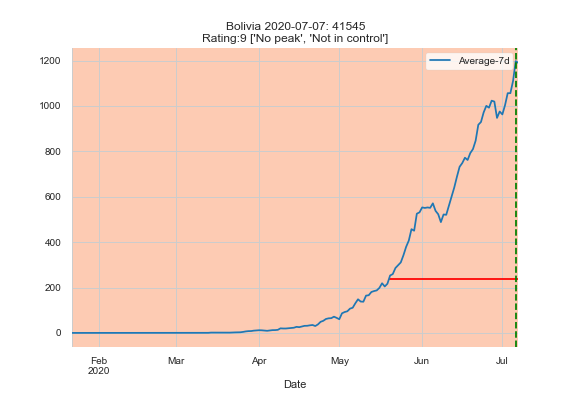 Bolivia 2020-07-07: 41545
Rating:9 ['No peak', 'Not in control']
Average-7d
1200
1000
800
600
400
200
0
Feb
2020
Mar
Apr
May
Jun
Jul
Date